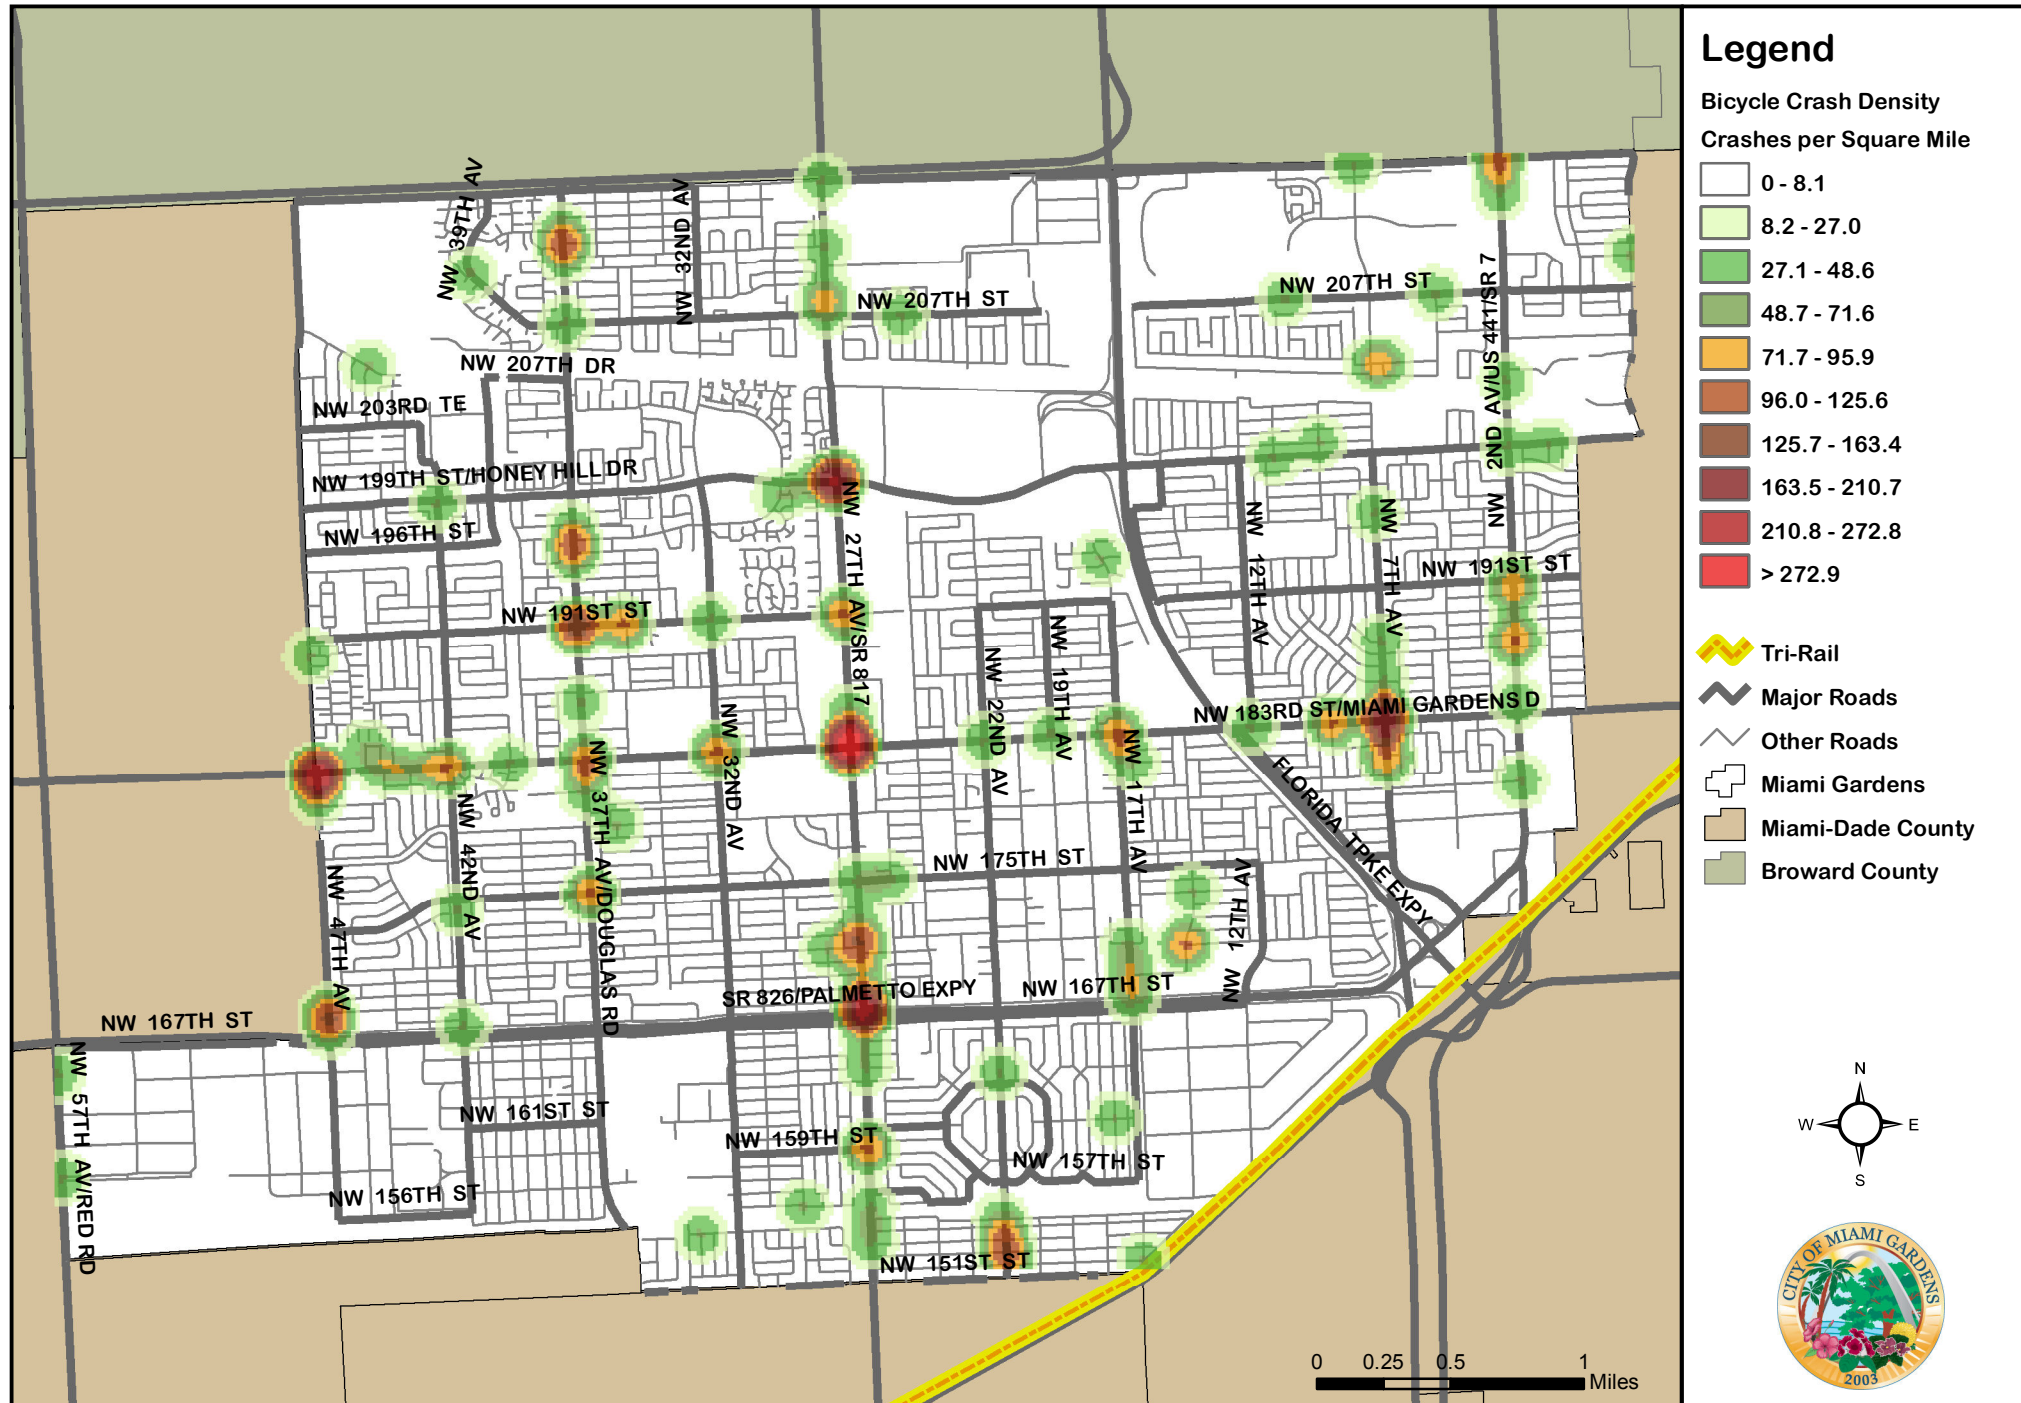 Legend
Bicycle Crash Density
Crashes per Square Mile
0 - 8.1
8.2 - 27.0
27.1 - 48.6
48.7 - 71.6
71.7 - 95.9
96.0 - 125.6
125.7 - 163.4
163.5 - 210.7
210.8 - 272.8
> 272.9
Tri-Rail
Major Roads
Other Roads
Miami Gardens
Miami-Dade County
Broward County
N
W
E
S
CITY OF MIAMI GARDENS
2003
0
0.25
0.5
1
Miles
NW 39TH AV
NW 32ND AV
NW 207TH ST
NW 207TH ST
NW 2ND AV/US 441/SR 7
NW 207TH DR
NW 203RD TE
NW 199TH ST/HONEY HILL DR
NW 196TH ST
NW 27TH AV/SR 817
NW 12TH AV
NW 7TH AV
NW 191ST ST
NW 191ST ST
NW 19TH AV
NW 22ND AV
NW 183RD ST/MIAMI GARDENS D
NW 32ND AV
NW 17TH AV
NW 37TH AV/DOUGLAS RD
NW 42ND AV
NW 47TH AV
FLORIDA TPKE EXPY
NW 175TH ST
NW 12TH AV
SR 826/PALMETTO EXPY
NW 167TH ST
NW 167TH ST
NW 57TH AV/RED RD
NW 161ST ST
NW 159TH ST
NW 157TH ST
NW 156TH ST
NW 151ST ST